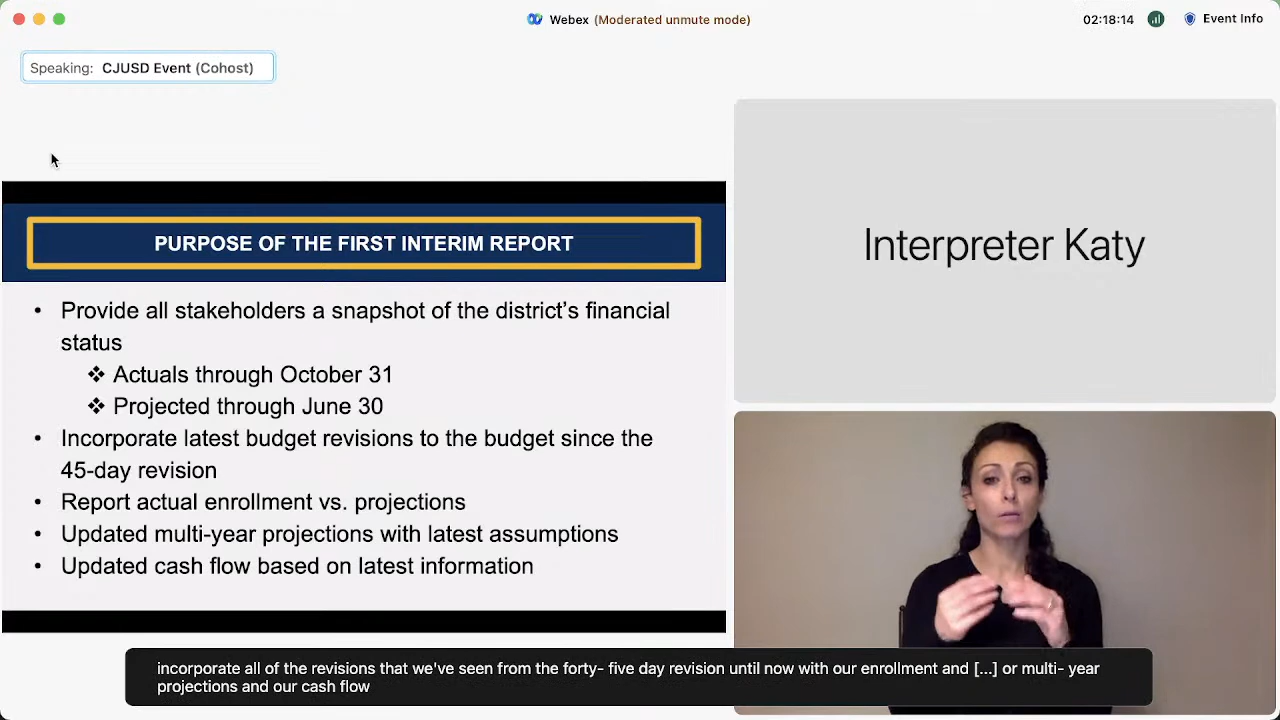 Webex (Moderated unmute mode)
02:18:14
Event Info
Speaking: CJUSD Event (Cohost)
PURPOSE OF THE FIRST INTERIM REPORT
• Provide all stakeholders a snapshot of the district's financial
status
❖ Actuals through October 31
❖ Projected through June 30
• Incorporate latest budget revisions to the budget since the
45-day revision
• Report actual enrollment vs. projections
• Updated multi-year projections with latest assumptions
• Updated cash flow based on latest information
Interpreter Katy
incorporate all of the revisions that we've seen from the forty- five day revision until now with our enrollment and [...] or multi- year
projections and our cash flow